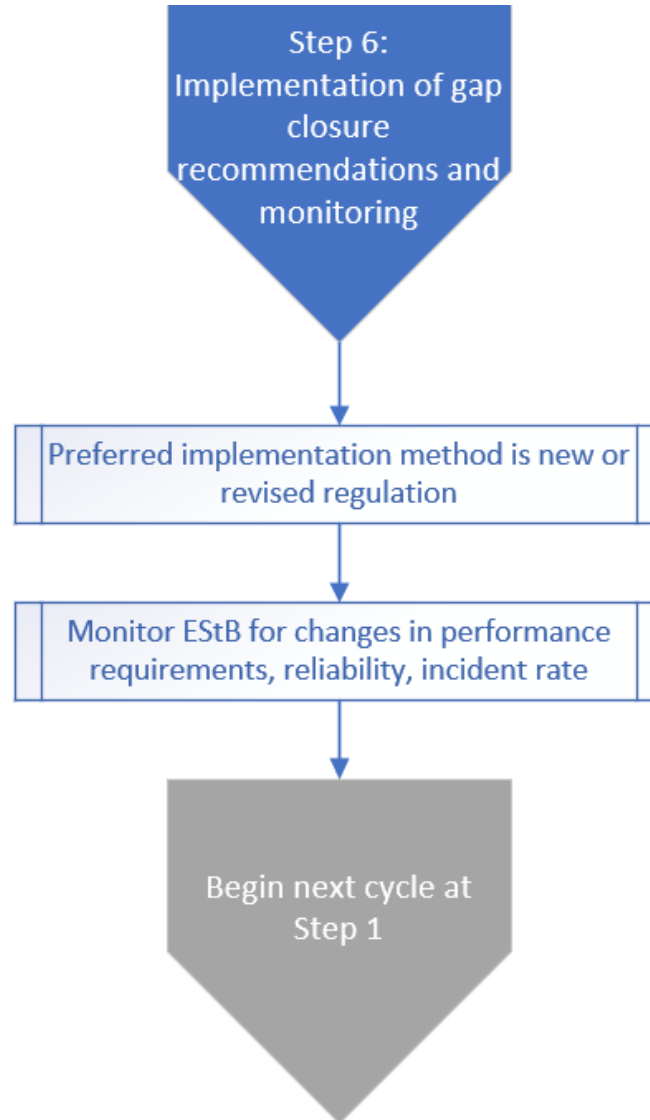 Step 6:
Implementation of gap
closure
recommendations and
monitoring
Preferred implementation method is new or
revised regulation
Monitor EStB for changes in performance
requirements, reliability, incident rate
Begin next cycle at
Step 1